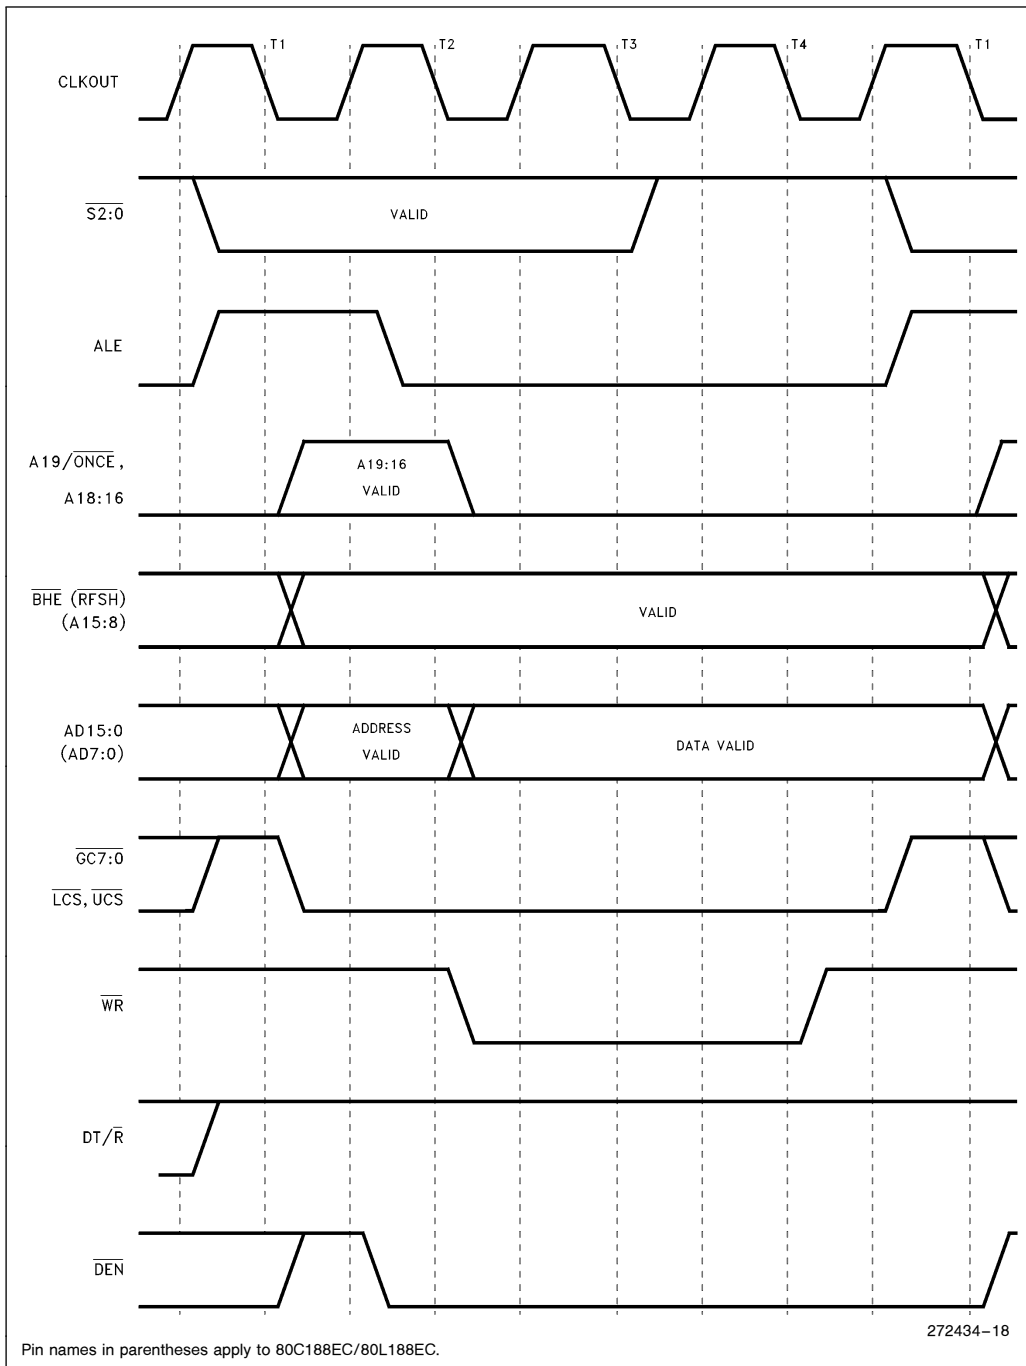 T1 T2 T3 T4 T1
CLKOUT
S2:0
VALID
ALE
A19/ONCE,
A18:16
A19:16
VALID
BHE (RFSH)
(A15:8)
VALID
AD15:0
(AD7:0)
ADDRESS
VALID
DATA VALID
GC7:0
LCS, UCS
WR
DT/R
DEN
272434-18
Pin names in parentheses apply to 80C188EC/80L188EC.